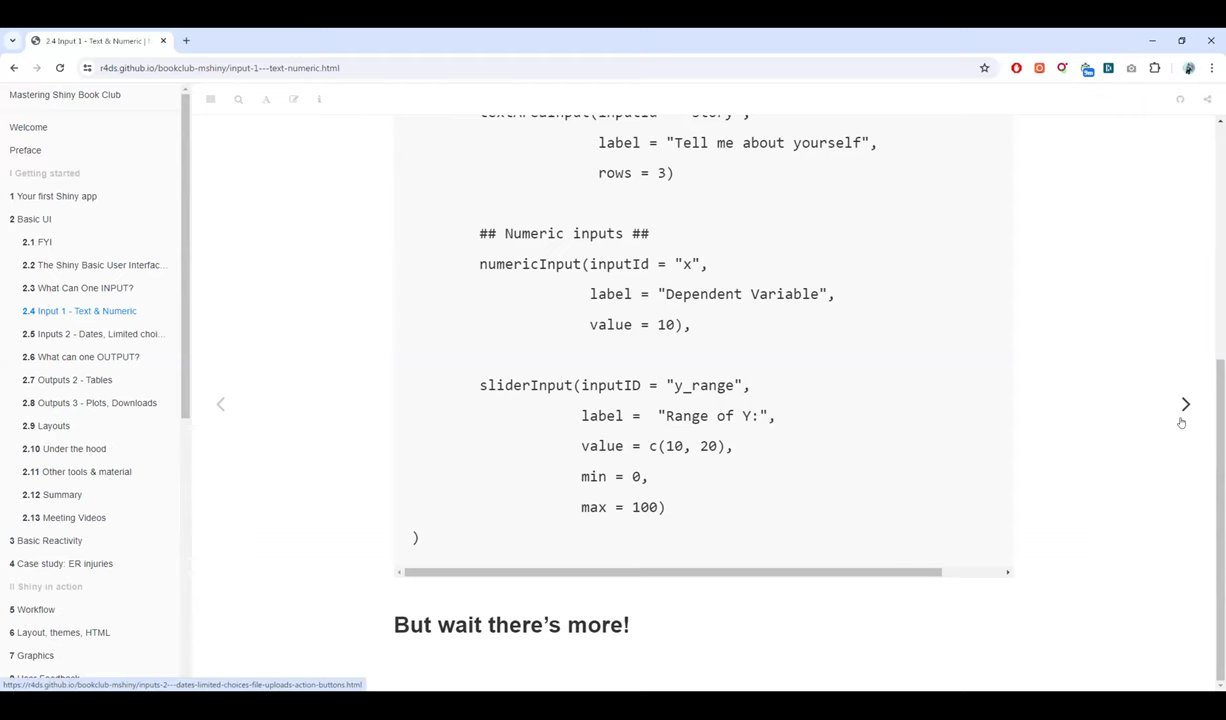 2.4 Input 1 - Text & Numeric |
r4ds.github.io/bookclub-mshiny/input-1---text-numeric.html
9m
Mastering Shiny Book Club
Welcome
Preface
I Getting started
1 Your first Shiny app
2 Basic UI
2.1 FYI
2.2 The Shiny Basic User Interfac...
2.3 What Can One INPUT?
2.4 Input 1 - Text & Numeric
2.5 Inputs 2 - Dates, Limited choi...
2.6 What can one OUTPUT?
2.7 Outputs 2 - Tables
2.8 Outputs 3 - Plots, Downloads
2.9 Layouts
2.10 Under the hood
2.11 Other tools & material
2.12 Summary
2.13 Meeting Videos
3 Basic Reactivity
4 Case study: ER injuries
II Shiny in action
5 Workflow
6 Layout, themes, HTML
7 Graphics
8 User Feedback
textAreaInput(inputId = "story",
label = "Tell me about yourself",
rows = 3)
## Numeric inputs ##
numericInput(inputId = "x",
label = "Dependent Variable",
value = 10),
sliderInput(inputID = "y_range",
label =  "Range of Y:",
value = c(10, 20),
min = 0,
max = 100)
)
But wait there's more!
https://r4ds.github.io/bookclub-mshiny/inputs-2---dates-limited-choices-file-uploads-action-buttons.html